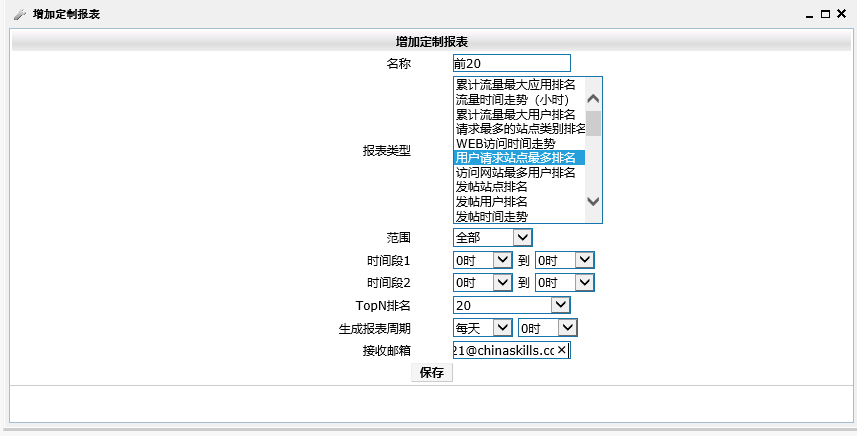 增加定制报表
增加定制报表
名称 前20
报表类型
累计流量最大应用排名
流量时间走势（小时）
累计流量最大用户排名
请求最多的站点类别排名
WEB访问时间走势
用户请求站点最多排名
访问网站最多用户排名
发帖站点排名
发帖用户排名
发帖时间走势
范围 全部
时间段1 0时 到 0时
时间段2 0时 到 0时
TopN排名 20
生成报表周期 每天 0时
接收邮箱 21@chinaskills.cc
保存